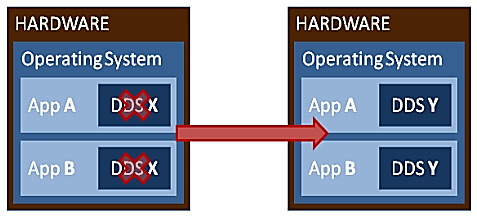 HARDWARE
Operating System
App A
DDS X
App B
DDS X
HARDWARE
Operating System
App A
DDS Y
App B
DDS Y